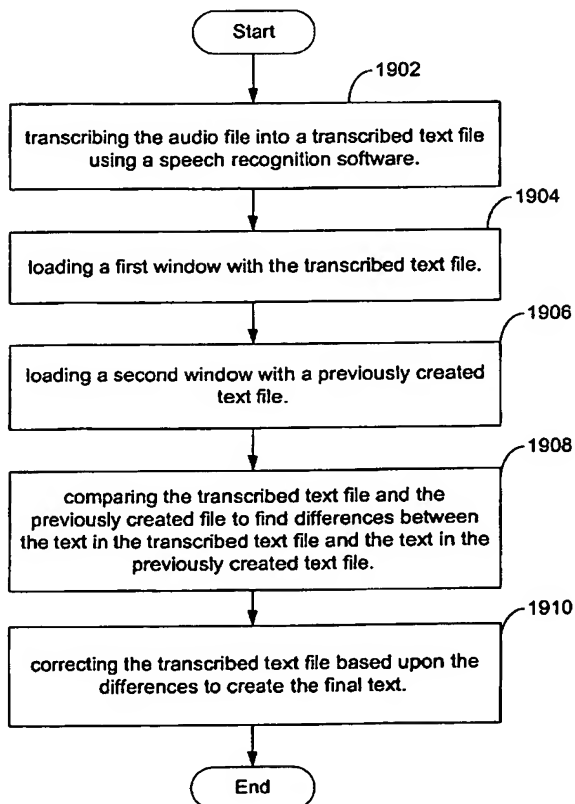 Start
1902
transcribing the audio file into a transcribed text file
using a speech recognition software.
1904
loading a first window with the transcribed text file.
1906
loading a second window with a previously created
text file.
1908
comparing the transcribed text file and the
previously created file to find differences between
the text in the transcribed text file and the text in the
previously created text file.
1910
correcting the transcribed text file based upon the
differences to create the final text.
End